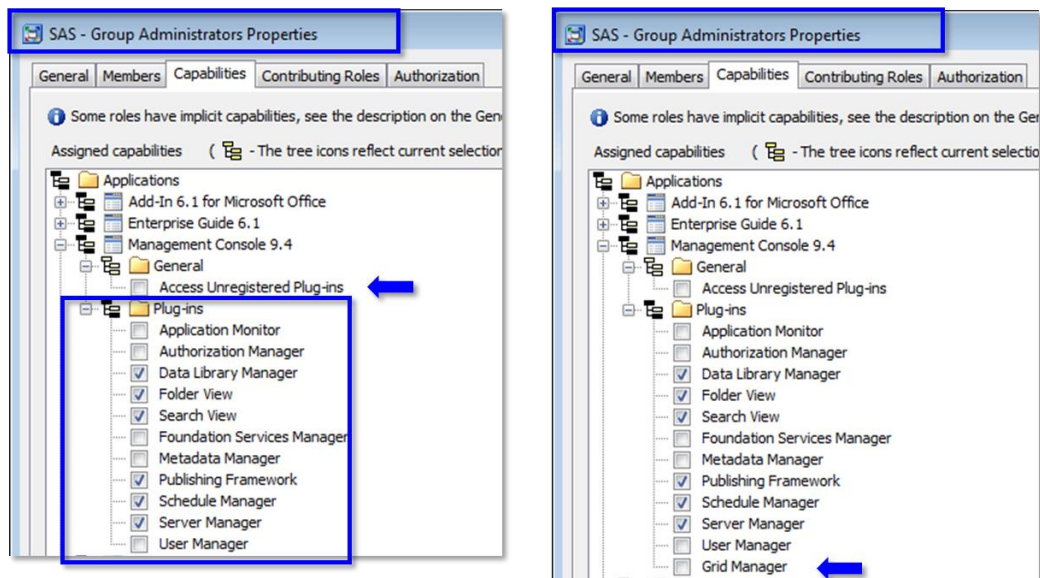 SAS - Group Administrators Properties
General Members Capabilities Contributing Roles Authorization
Some roles have implicit capabilities, see the description on the Gen
Assigned capabilities ( - The tree icons reflect current selection
Applications
Add-In 6.1 for Microsoft Office
Enterprise Guide 6.1
Management Console 9.4
General
Access Unregistered Plug-ins
Plug-ins
Application Monitor
Authorization Manager
Data Library Manager
Folder View
Search View
Foundation Services Manager
Metadata Manager
Publishing Framework
Schedule Manager
Server Manager
User Manager
SAS - Group Administrators Properties
General Members Capabilities Contributing Roles Authorization
Some roles have implicit capabilities, see the description on the Ger
Assigned capabilities ( - The tree icons reflect current selectio
Applications
Add-In 6.1 for Microsoft Office
Enterprise Guide 6.1
Management Console 9.4
General
Access Unregistered Plug-ins
Plug-ins
Application Monitor
Authorization Manager
Data Library Manager
Folder View
Search View
Foundation Services Manager
Metadata Manager
Publishing Framework
Schedule Manager
Server Manager
User Manager
Grid Manager